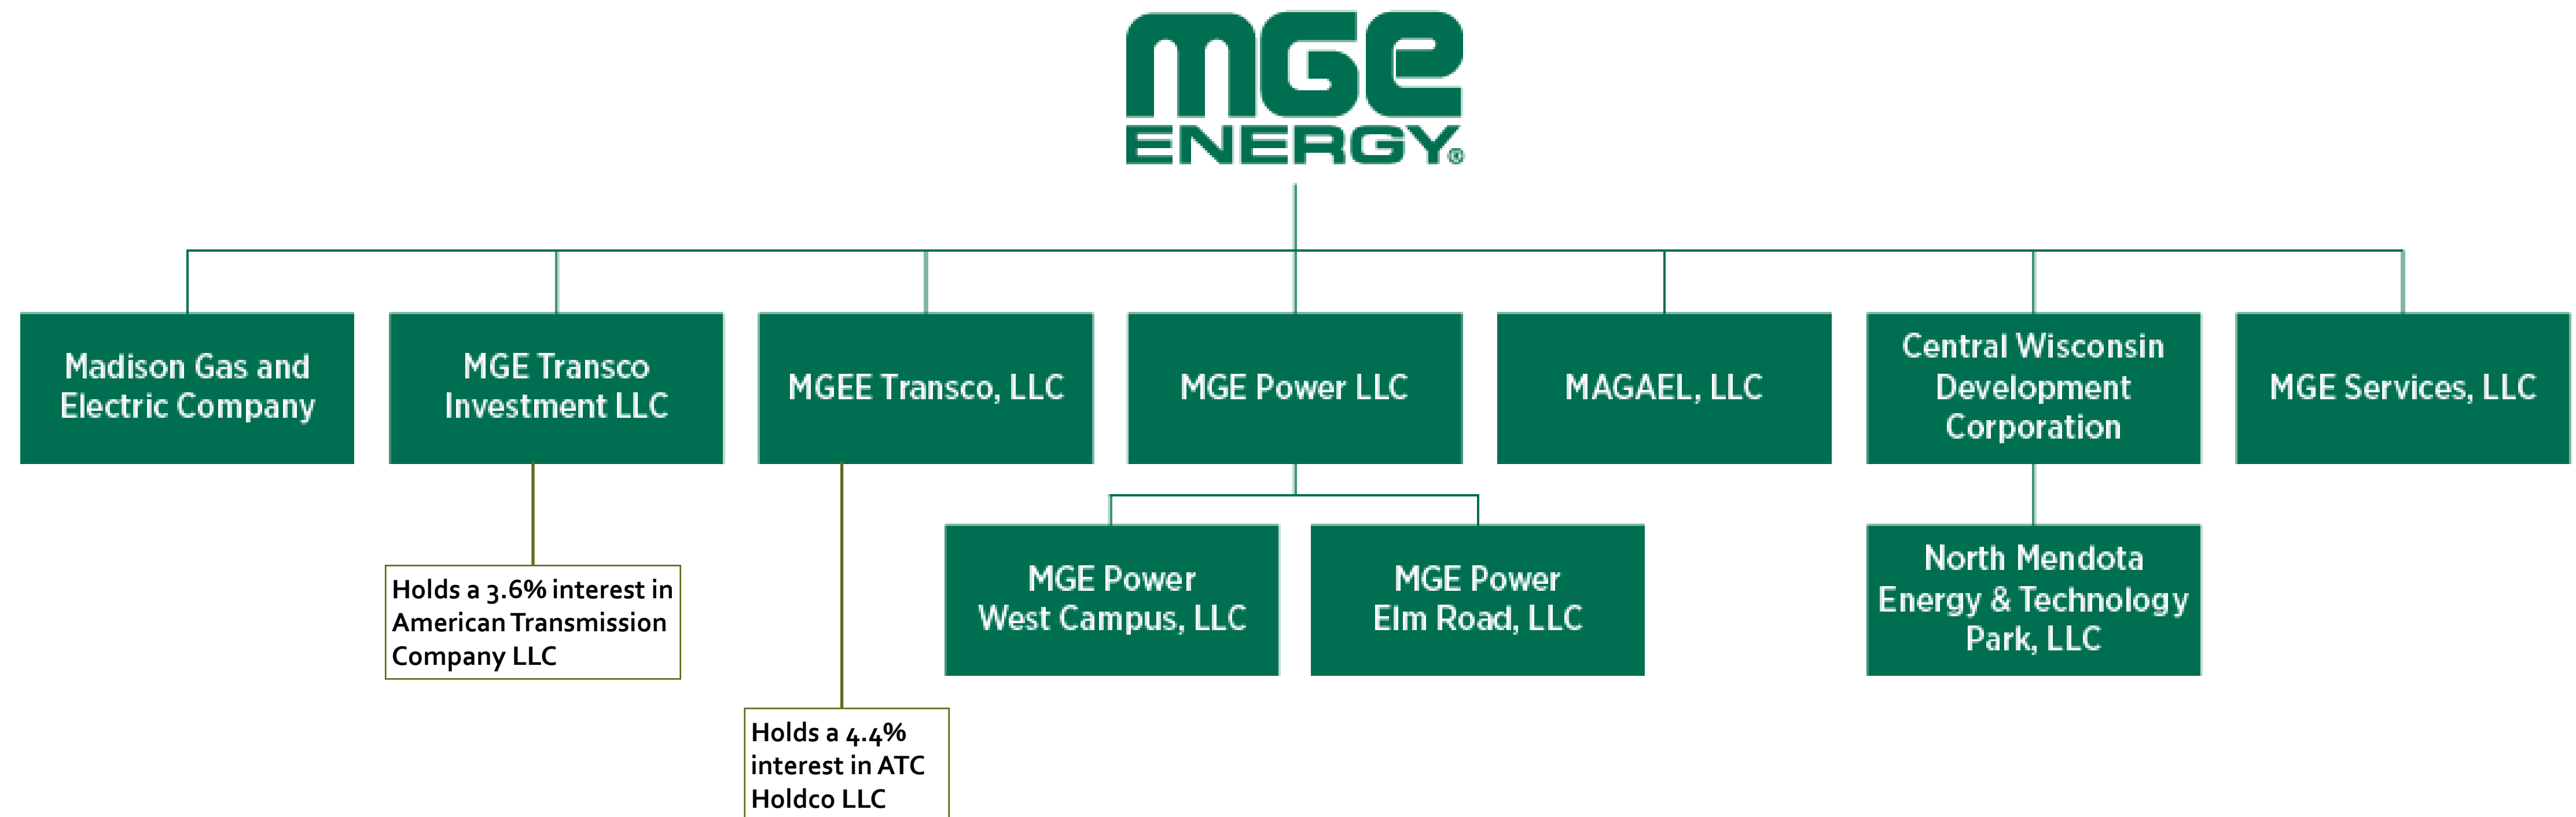 mGe
ENERGY®
Madison Gas and
Electric Company
MGE Transco
Investment LLC
MGEE Transco, LLC
MGE Power LLC
MAGAEL, LLC
Central Wisconsin
Development
Corporation
MGE Services, LLC
Holds a 3.6% interest in
American Transmission
Company LLC
Holds a 4.4%
interest in ATC
Holdco LLC
MGE Power
West Campus, LLC
MGE Power
Elm Road, LLC
North Mendota
Energy & Technology
Park, LLC